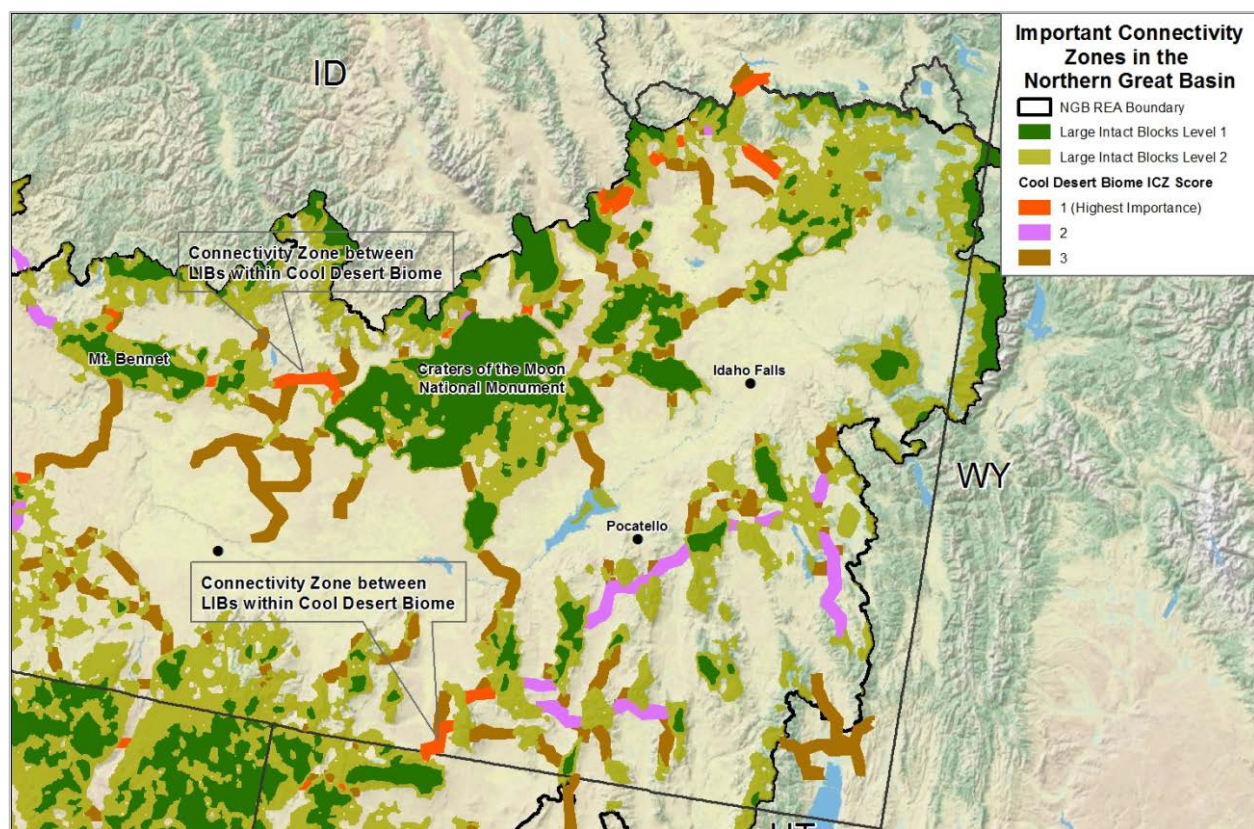 ID
Important Connectivity
Zones in the
Northern Great Basin
NGB REA Boundary
Large Intact Blocks Level 1
Large Intact Blocks Level 2
Cool Desert Biome ICZ Score
1 (Highest Importance)
2
3
Connectivity Zone between
LIBs within Cool Desert Biome
Mt. Bennet
Craters of the Moon
National Monument
Idaho Falls
WY
Pocatello
Connectivity Zone between
LIBs within Cool Desert Biome
UT